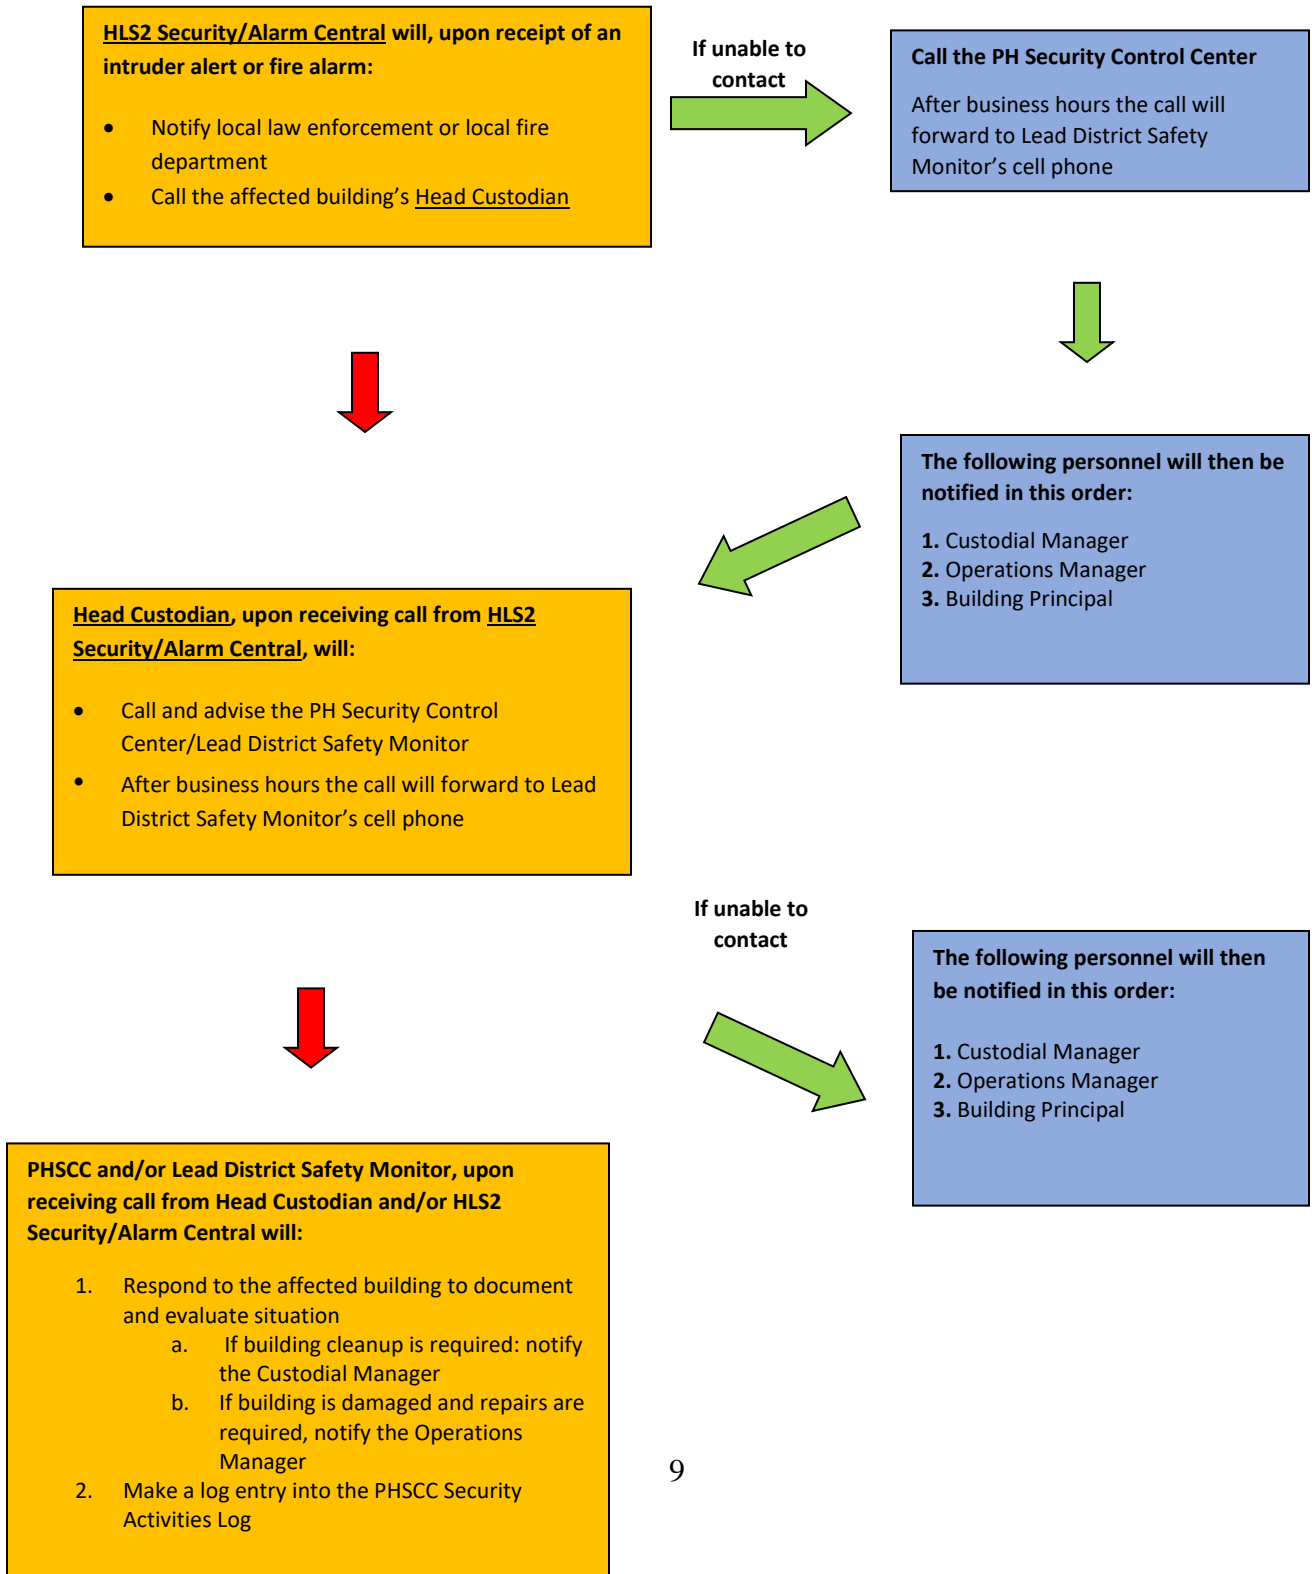 HLS2 Security/Alarm Central will, upon receipt of an
intruder alert or fire alarm:
• Notify local law enforcement or local fire
department
• Call the affected building’s Head Custodian
If unable to
contact
Call the PH Security Control Center
After business hours the call will
forward to Lead District Safety
Monitor’s cell phone
The following personnel will then be
notified in this order:
1. Custodial Manager
2. Operations Manager
3. Building Principal
Head Custodian, upon receiving call from HLS2
Security/Alarm Central, will:
• Call and advise the PH Security Control
Center/Lead District Safety Monitor
• After business hours the call will forward to Lead
District Safety Monitor’s cell phone
If unable to
contact
The following personnel will then
be notified in this order:
1. Custodial Manager
2. Operations Manager
3. Building Principal
PHSCC and/or Lead District Safety Monitor, upon
receiving call from Head Custodian and/or HLS2
Security/Alarm Central will:
1. Respond to the affected building to document
and evaluate situation
a. If building cleanup is required: notify
the Custodial Manager
b. If building is damaged and repairs are
required, notify the Operations
Manager
2. Make a log entry into the PHSCC Security
Activities Log
9